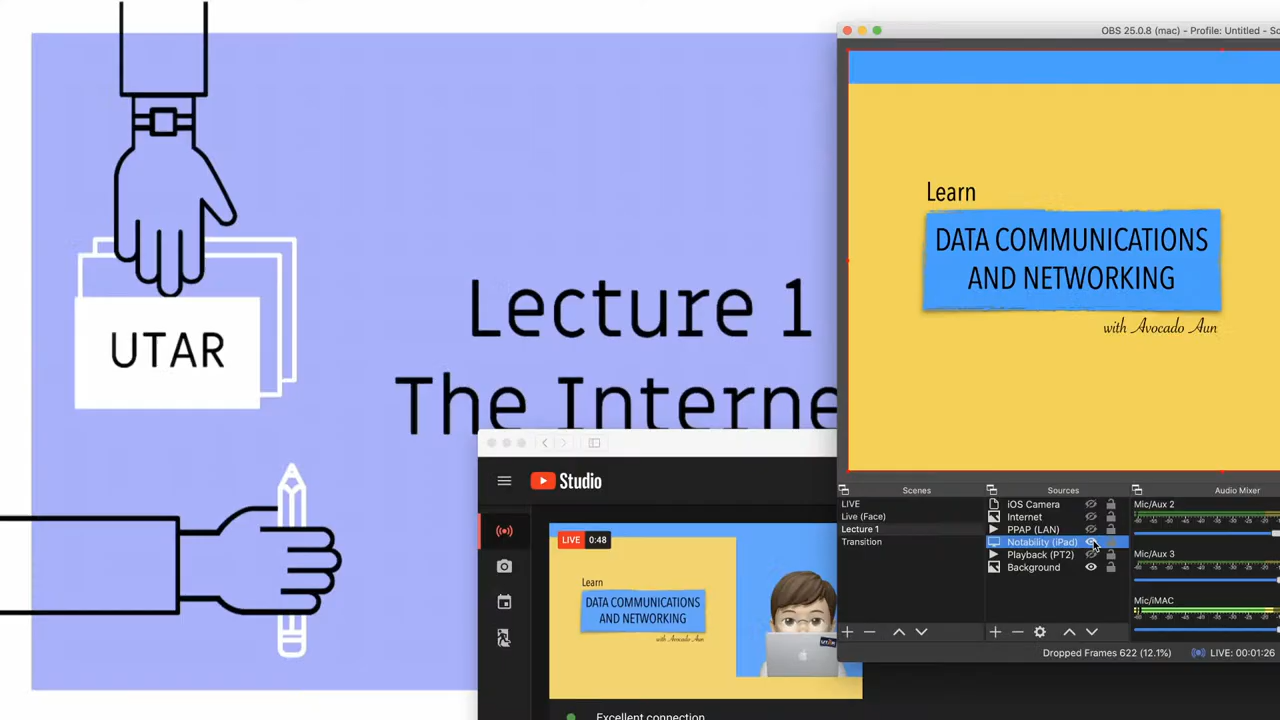 UTAR
Lecture 1
The Interne
OBS 25.0.8 (mac) - Profile: Untitled - Sc
Learn
DATA COMMUNICATIONS
AND NETWORKING
with Avocado Aun
Studio
LIVE 0:48
Learn
DATA COMMUNICATIONS
AND NETWORKING
with Avocado Aun
UTAR
Excellent connection
Scenes
LIVE
Live (Face)
Lecture 1
Transition
Sources
iOS Camera
Internet
PPAP (LAN)
Notability (iPad)
Playback (PT2)
Background
Audio Mixer
Mic/Aux 2
Mic/Aux 3
Mic/iMAC
Dropped Frames 622 (12.1%)
LIVE: 00:01:26